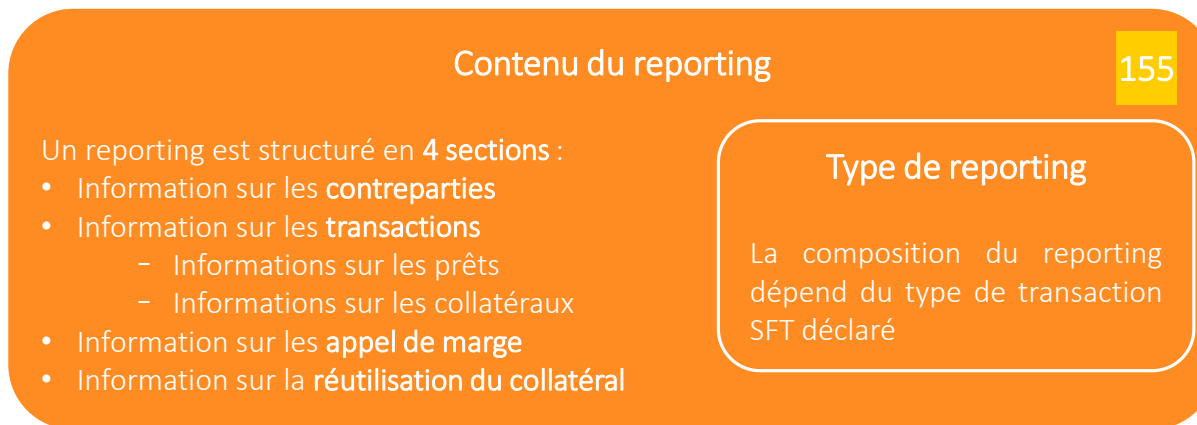 Contenu du reporting
155
Un reporting est structuré en 4 sections :
• Information sur les contreparties
• Information sur les transactions
− Informations sur les prêts
− Informations sur les collatéraux
• Information sur les appel de marge
• Information sur la réutilisation du collatéral
Type de reporting
La composition du reporting
dépend du type de transaction
SFT déclaré